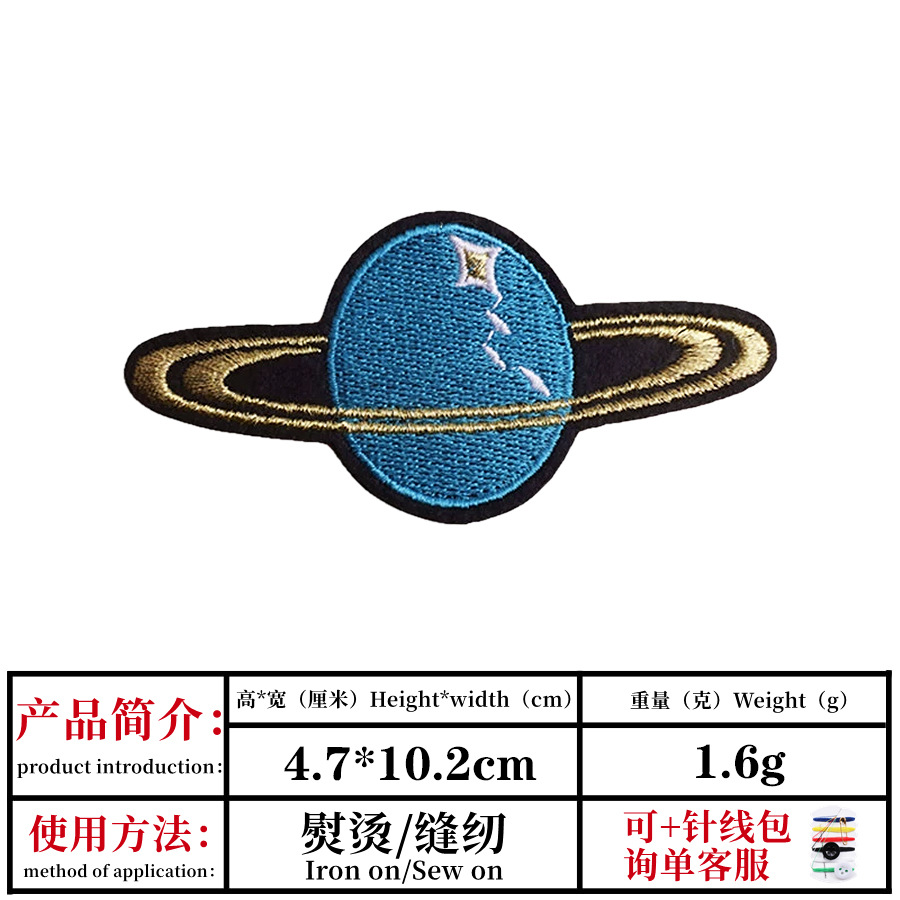 产品简介：
product introduction：
高*宽（厘米）Height*width（cm）
4.7*10.2cm
重量（克）Weight（g）
1.6g
使用方法：
method of application：
熨烫/缝纫
Iron on/Sew on
可+针线包
询单客服